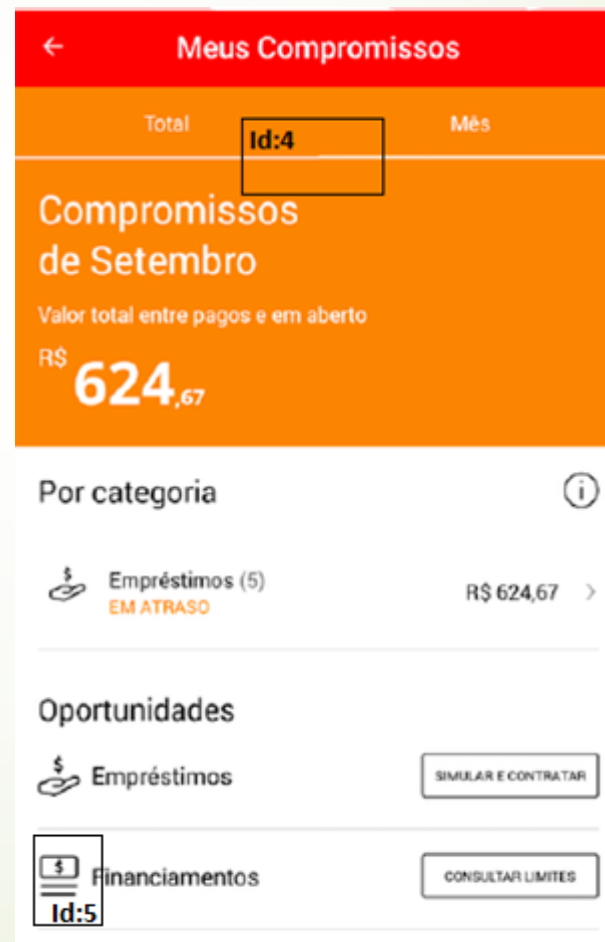 Meus Compromissos
Total Mês
Id:4
Compromissos
de Setembro
Valor total entre pagos e em aberto
R$ 624,67
Por categoria
Empréstimos (5) R$ 624,67
EM ATRASO
Oportunidades
Empréstimos SIMULAR E CONTRATAR
Financiamentos CONSULTAR LIMITES
Id:5